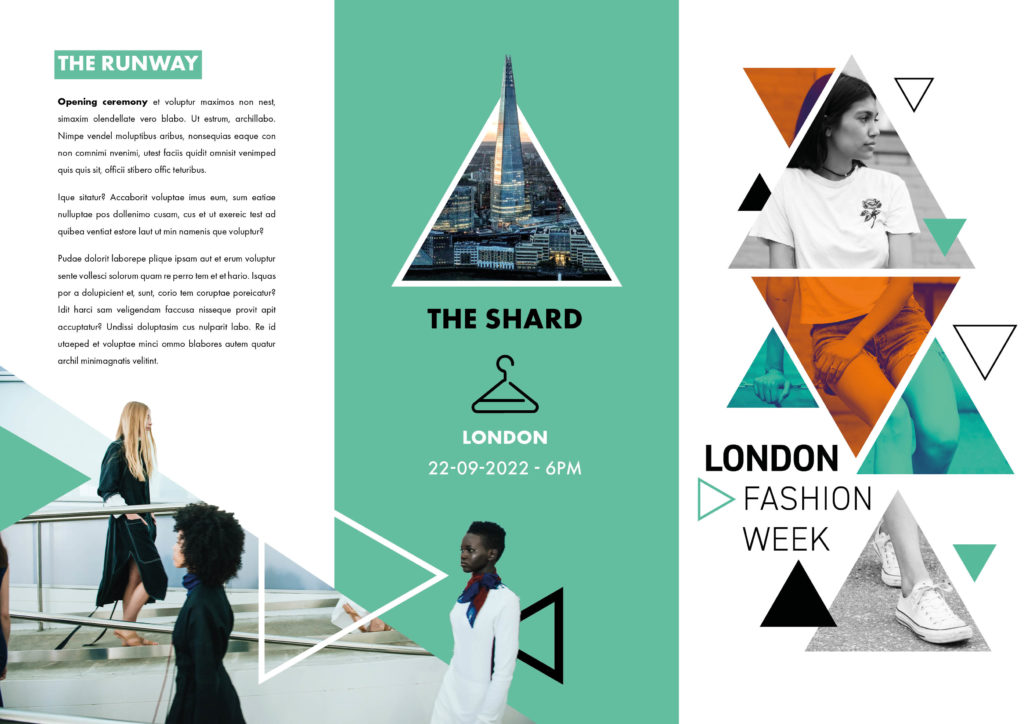 THE RUNWAY
Opening ceremony et voluptur maximos non nest,
simaxim olendellate vero blabo. Ut estrum, archillabo.
Nimpe vendel moluptibus aribus, nonsequias eaque con
non comnimi nvenimi, utest faciis quidit omnisit venimped
quis quis sit, officii stibero offic teturibus.
Ique sitatur? Accaborit voluptae imus eum, sum eatiae
nulluptae pos dollenimo cusam, cus et ut exereic test ad
quibea ventiat estore laut ut min namenis que voluptur?
Pudae dolorit laborepe plique ipsam aut et erum voluptur
sente vollesci solorum quam re perro tem et et hario. Isquas
por a dolupicient et, sunt, corio tem coruptae poreicatur?
Idit harci sam veligendam faccusa nisseque provit apit
accuptatur? Undissi doluptasim cus nulparit labo. Re id
utaeped et voluptae minci ommo blabores autem quatur
archil minimagnatis velitint.
THE SHARD
LONDON
22-09-2022 - 6PM
LONDON
FASHION
WEEK